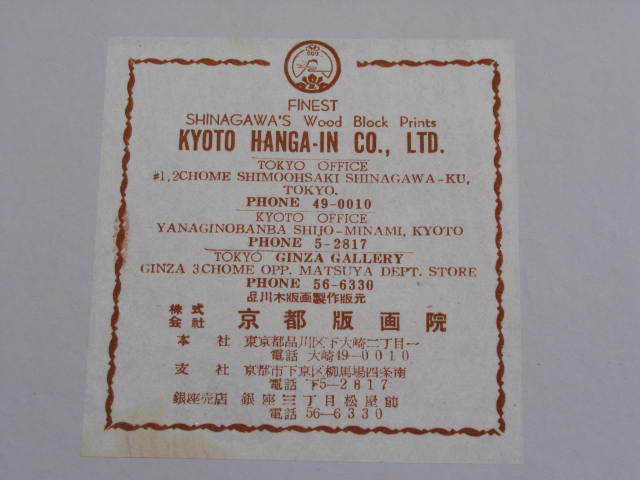 FINEST
SHINAGAWA'S Wood Block Prints
KYOTO HANGA-IN CO., LTD.
TOKYO OFFICE
#1, 2CHOME SHIMOOHSAKI SHINAGAWA-KU,
TOKYO.
PHONE 49-0010
KYOTO OFFICE
YANAGINOBANBA SHIJO-MINAMI, KYOTO
PHONE 5-2817
TOKYO GINZA GALLERY
GINZA 3CHOME OPP. MATSUYA DEPT. STORE
PHONE 56-6330
品川木版画製作版元
株式会社 京都版画院
本社 東京都品川区下大崎二丁目一
電話 大崎49-0010
支社 京都市下京区柳馬場四条南
電話 下5-2817
銀座売店 銀座三丁目松屋前
電話 56-6330